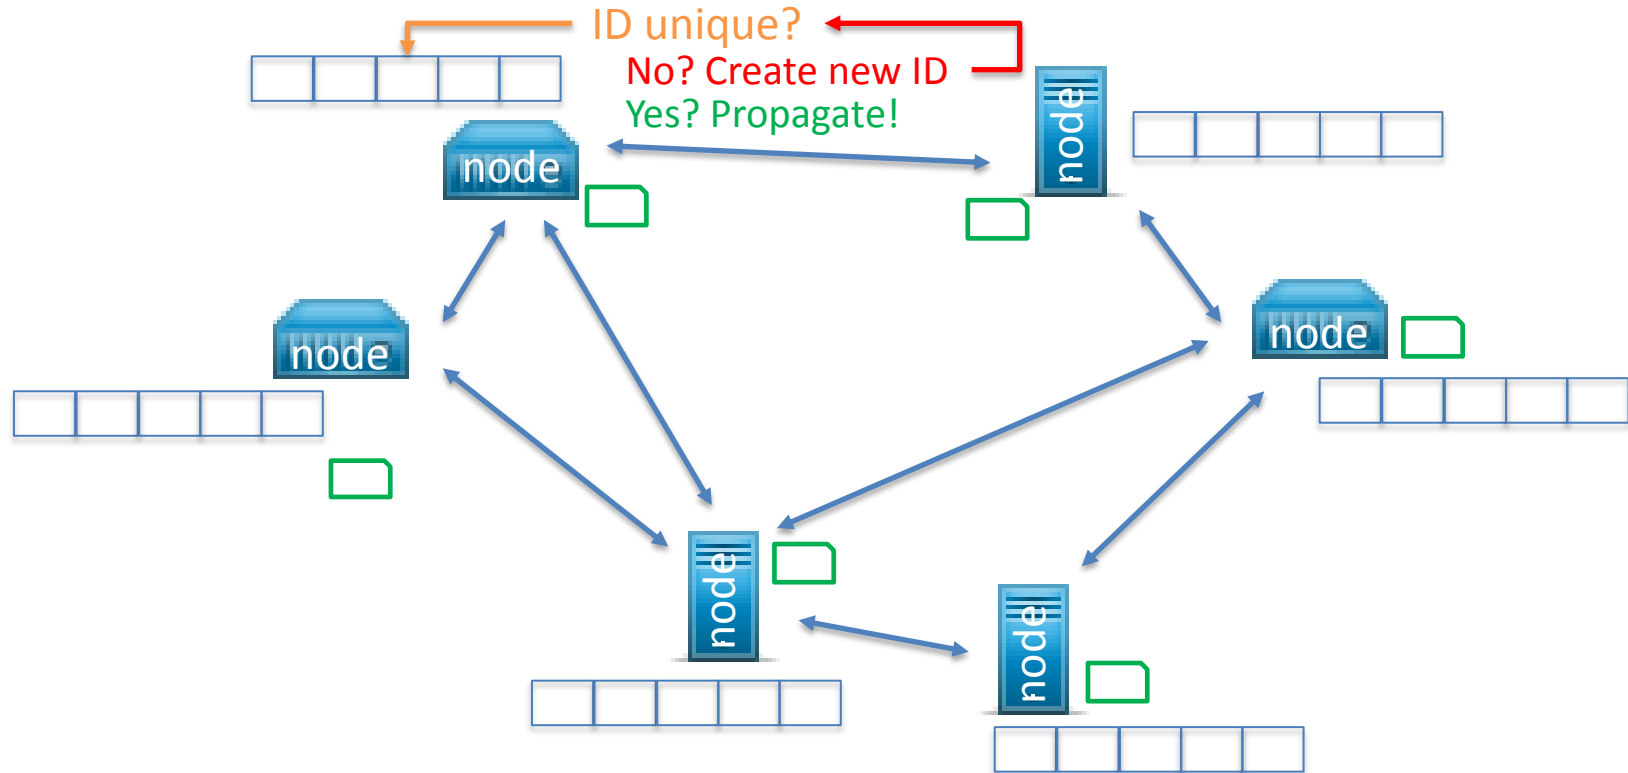 ID unique?
No? Create new ID
Yes? Propagate!
node
node
node
node
node
node